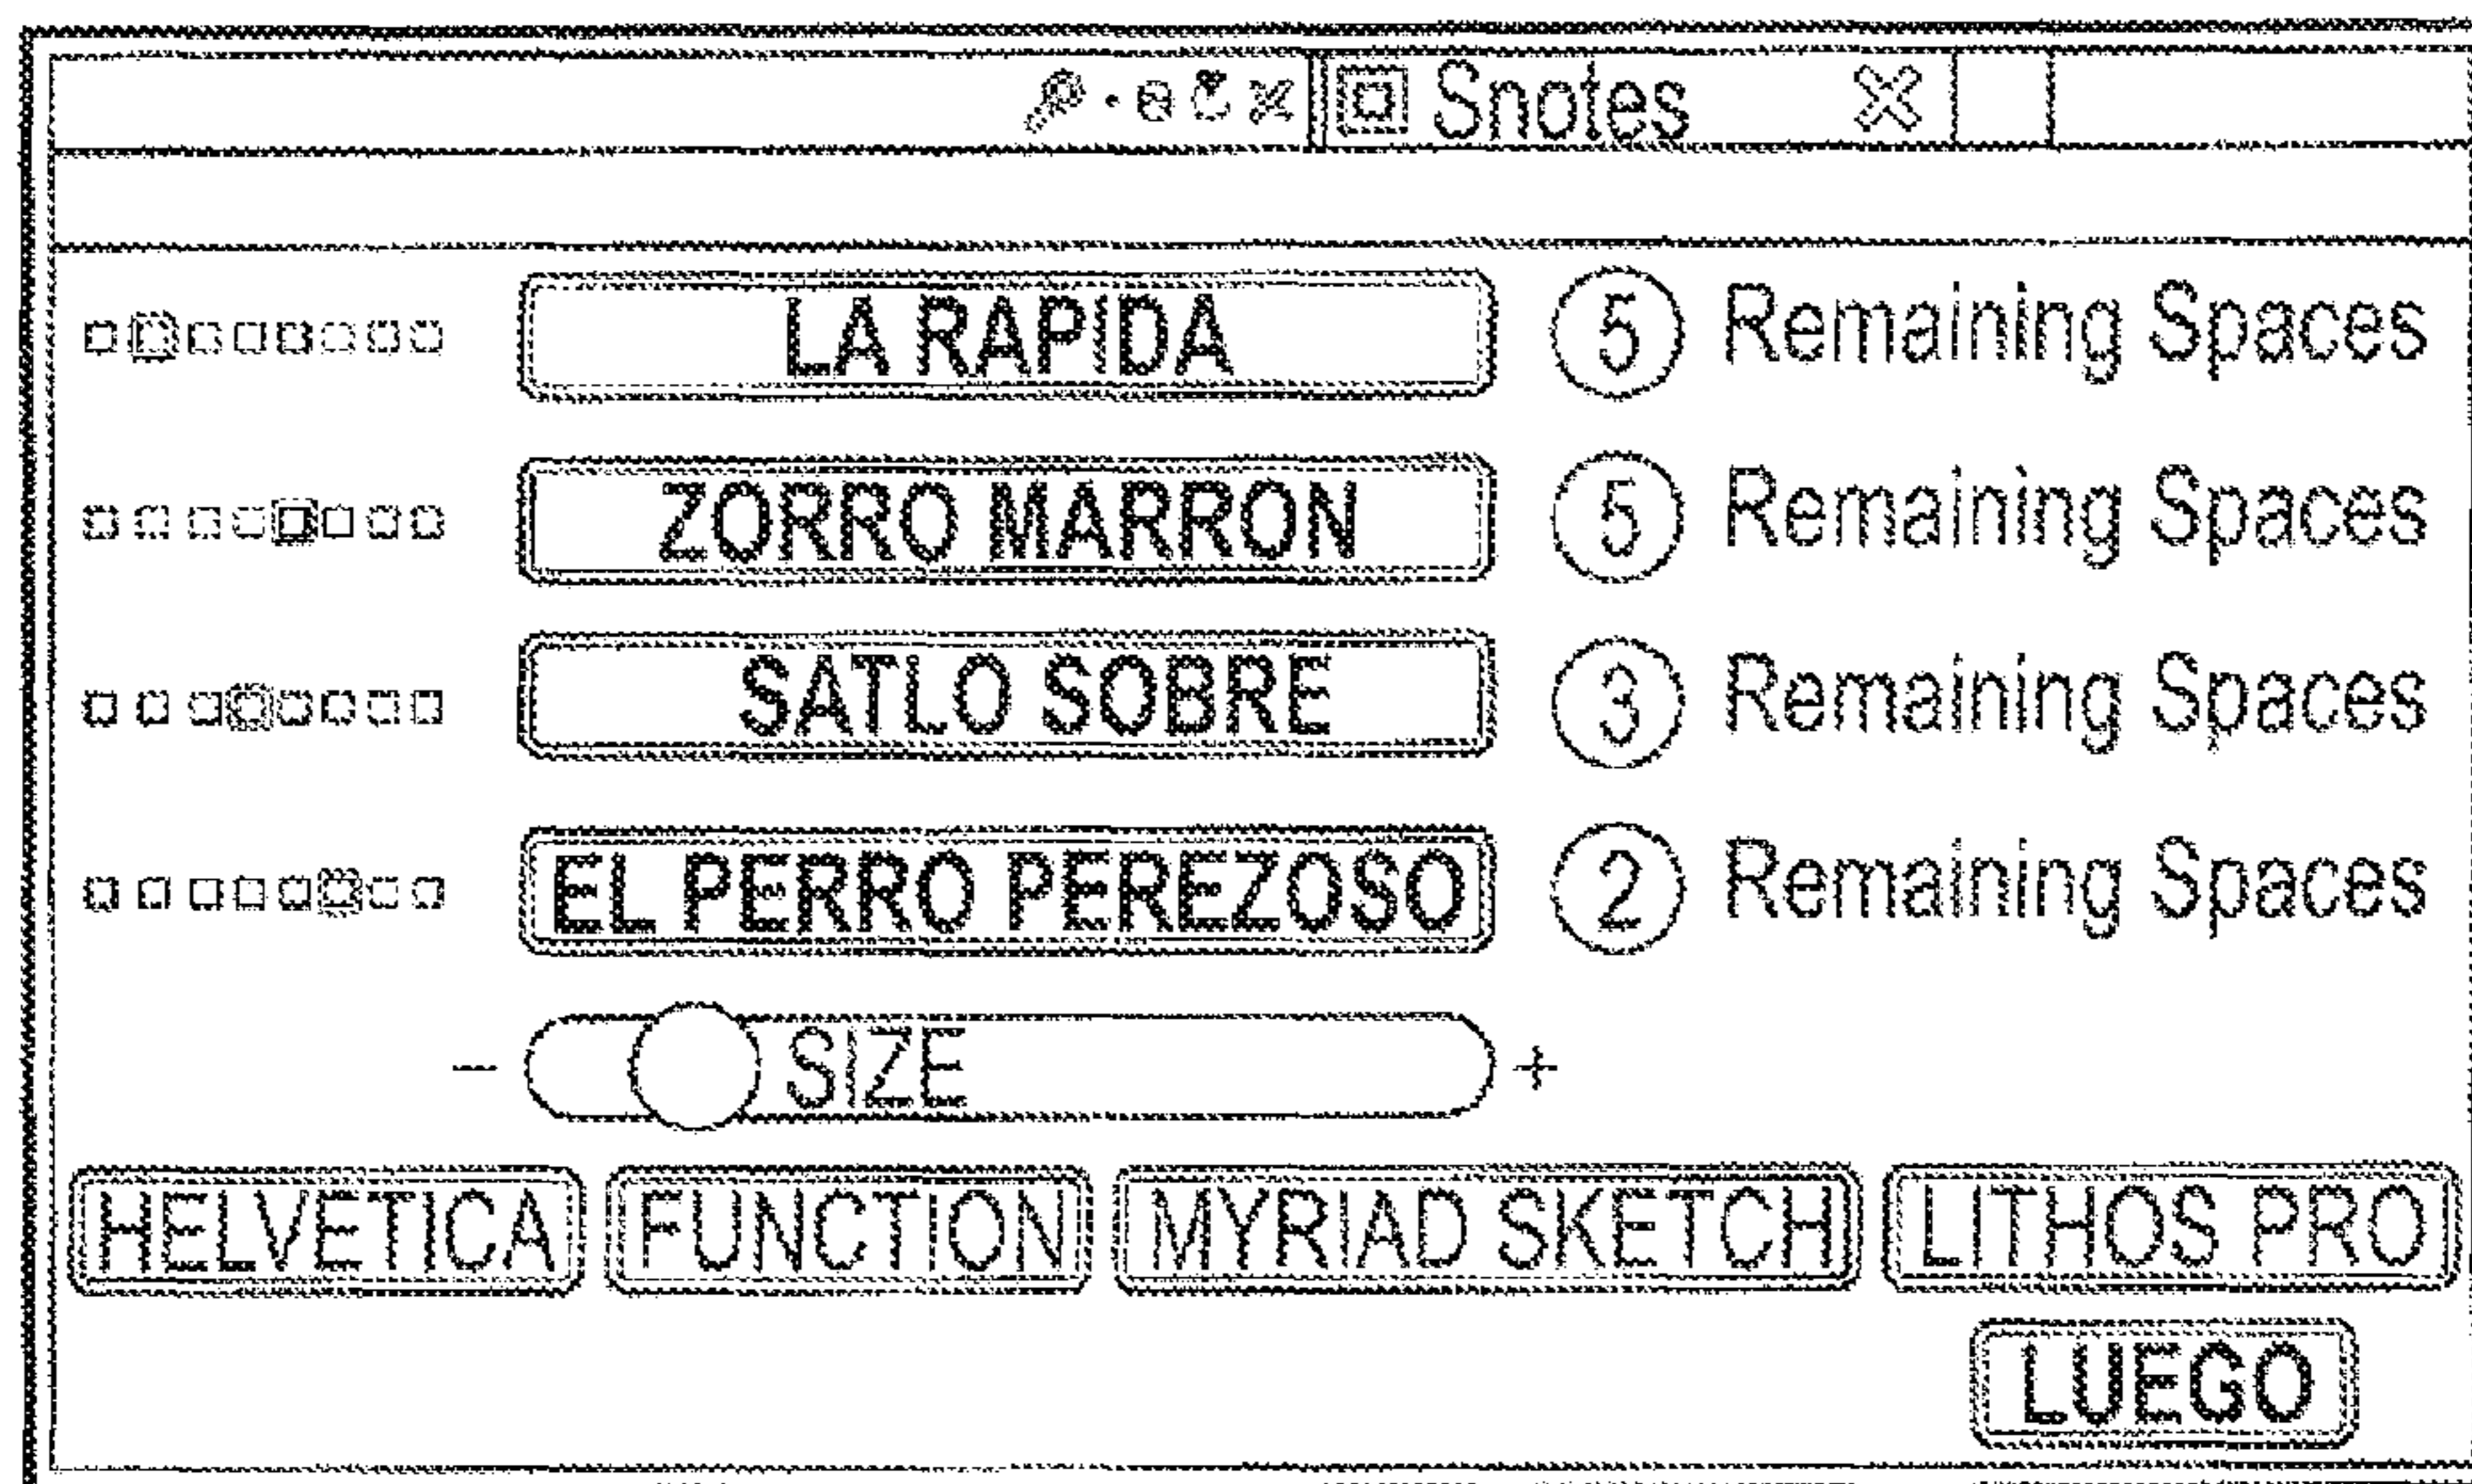 Snotes
LA RAPIDA 5 Remaining Spaces
ZORRO MARRON 5 Remaining Spaces
SATLO SOBRE 3 Remaining Spaces
EL PERRO PEREZOSO 2 Remaining Spaces
- SIZE +
HELVETICA FUNCTION MYRIAD SKETCH LITHOS PRO
LUEGO